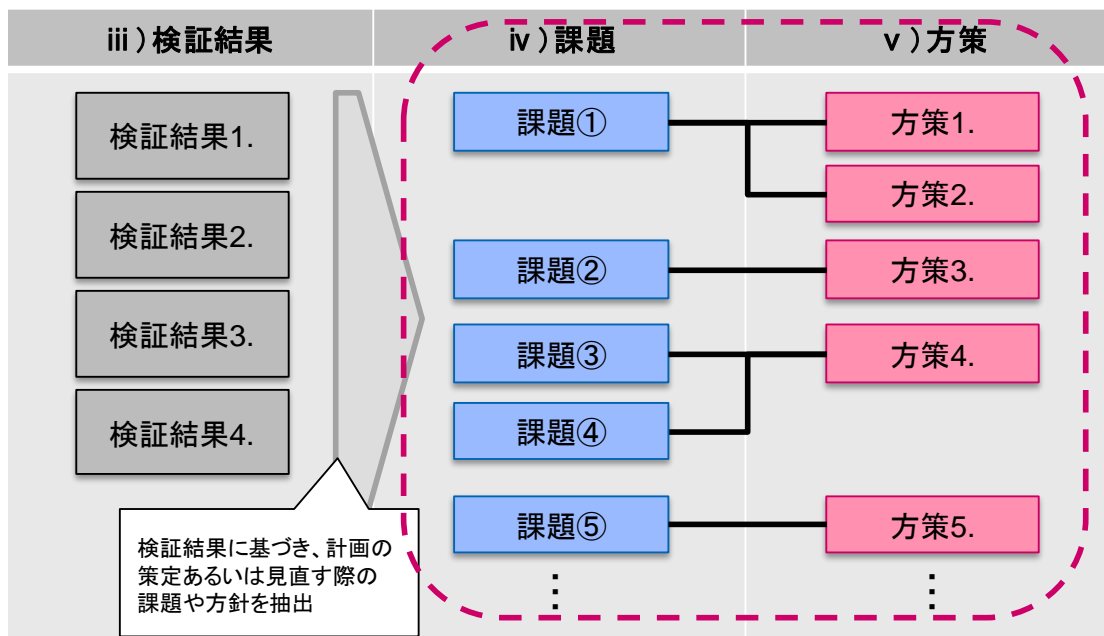 ⅲ)検証結果
ⅳ)課題
ⅴ)方策
検証結果1.
検証結果2.
検証結果3.
検証結果4.
検証結果に基づき、計画の
策定あるいは見直す際の
課題や方針を抽出
課題①
課題②
課題③
課題④
課題⑤
⋮
方策1.
方策2.
方策3.
方策4.
方策5.
⋮